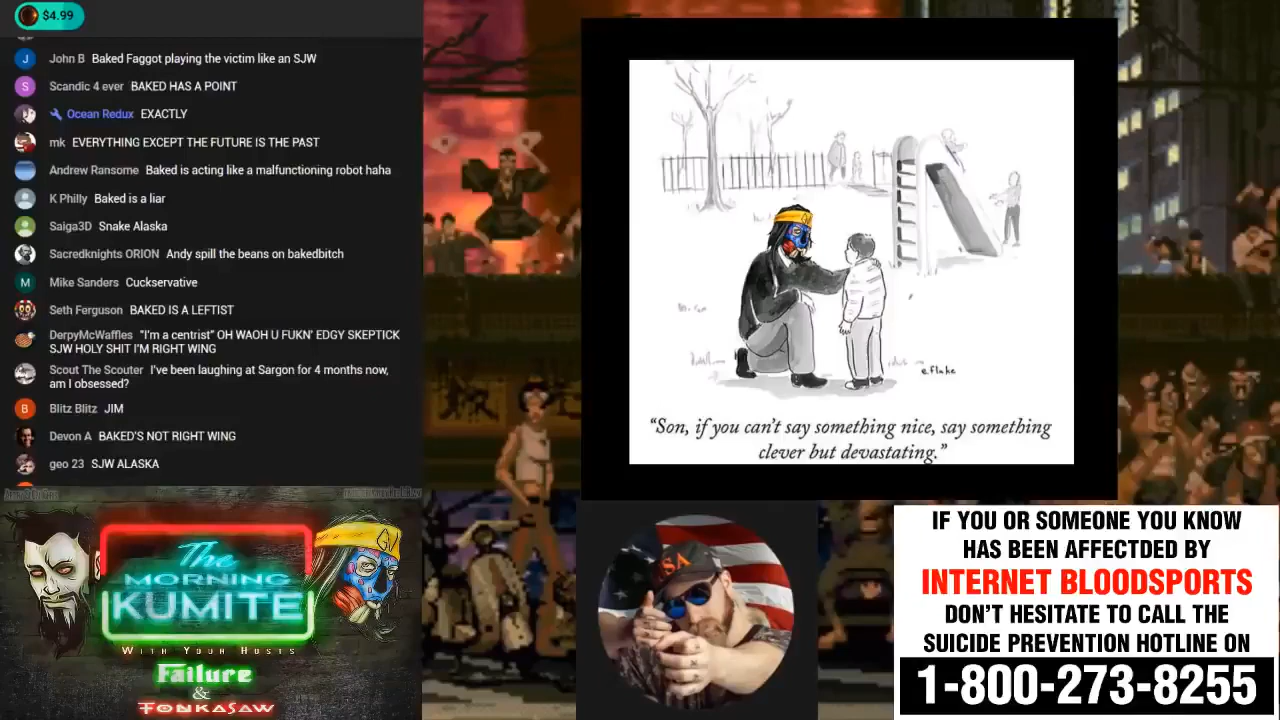 $4.99
John B Baked Faggot playing the victim like an SJW
Scandic 4 ever BAKED HAS A POINT
Ocean Redux EXACTLY
mk EVERYTHING EXCEPT THE FUTURE IS THE PAST
Andrew Ransome Baked is acting like a malfunctioning robot haha
K Philly Baked is a liar
Saiga3D Snake Alaska
Sacredknights ORION Andy spill the beans on bakedbitch
Mike Sanders Cuckservative
Seth Ferguson BAKED IS A LEFTIST
DerpyMcWaffles "I'm a centrist" OH WAOH U FUKN' EDGY SKEPTICK
SJW HOLY SHIT I'M RIGHT WING
Scout The Scouter I've been laughing at Sargon for 4 months now,
am I obsessed?
Blitz Blitz JIM
Devon A BAKED'S NOT RIGHT WING
geo 23 SJW ALASKA
e.flake
“Son, if you can't say something nice, say something
clever but devastating.”
The
MORNING
KUMITE
WITH YOUR HOSTS
Failure
&
TONKASAW
SA
IF YOU OR SOMEONE YOU KNOW
HAS BEEN AFFECTDED BY
INTERNET BLOODSPORTS
DON'T HESITATE TO CALL THE
SUICIDE PREVENTION HOTLINE ON
1-800-273-8255